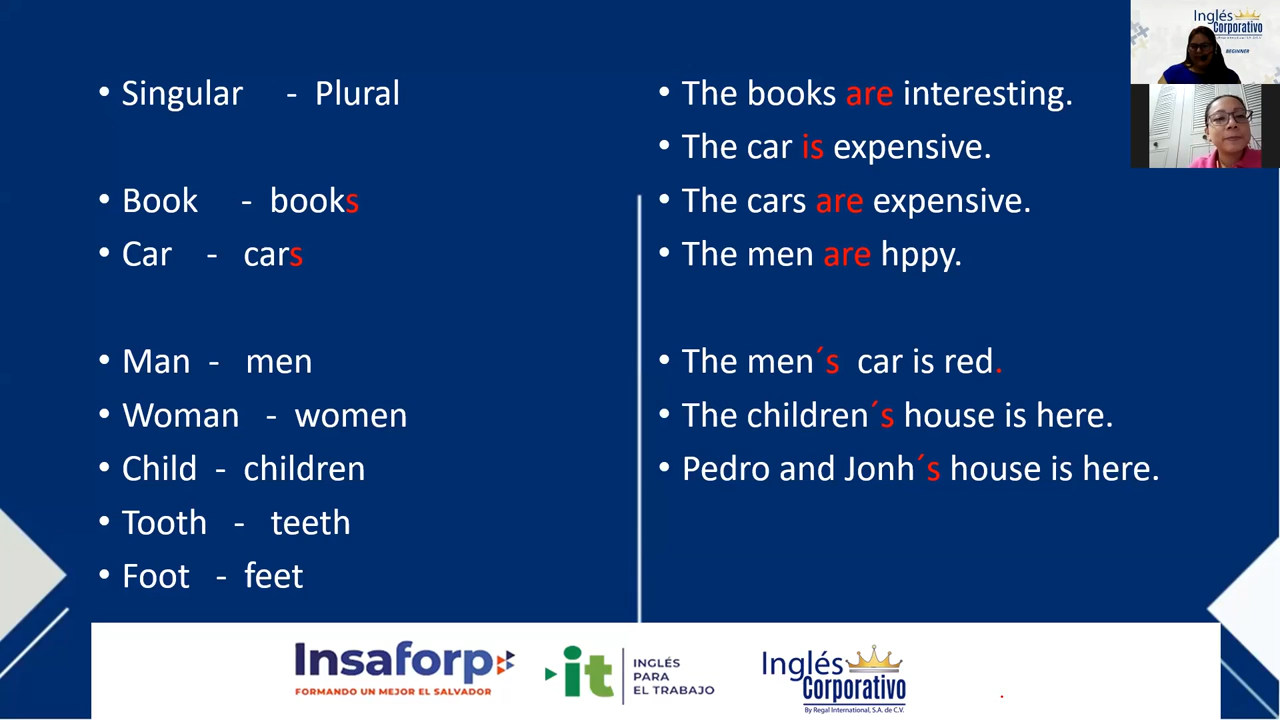 • Singular - Plural
• Book - books
• Car - cars
• Man - men
• Woman - women
• Child - children
• Tooth - teeth
• Foot - feet
• The books are interesting.
• The car is expensive.
• The cars are expensive.
• The men are hppy.
• The men´s car is red.
• The children´s house is here.
• Pedro and Jonh´s house is here.
Inglés
Corporativo
BEGINNER
Insaforp
FORMANDO UN MEJOR EL SALVADOR
it
INGLÉS
PARA
EL TRABAJO
Inglés
Corporativo
By Regal International, S.A. de C.V.